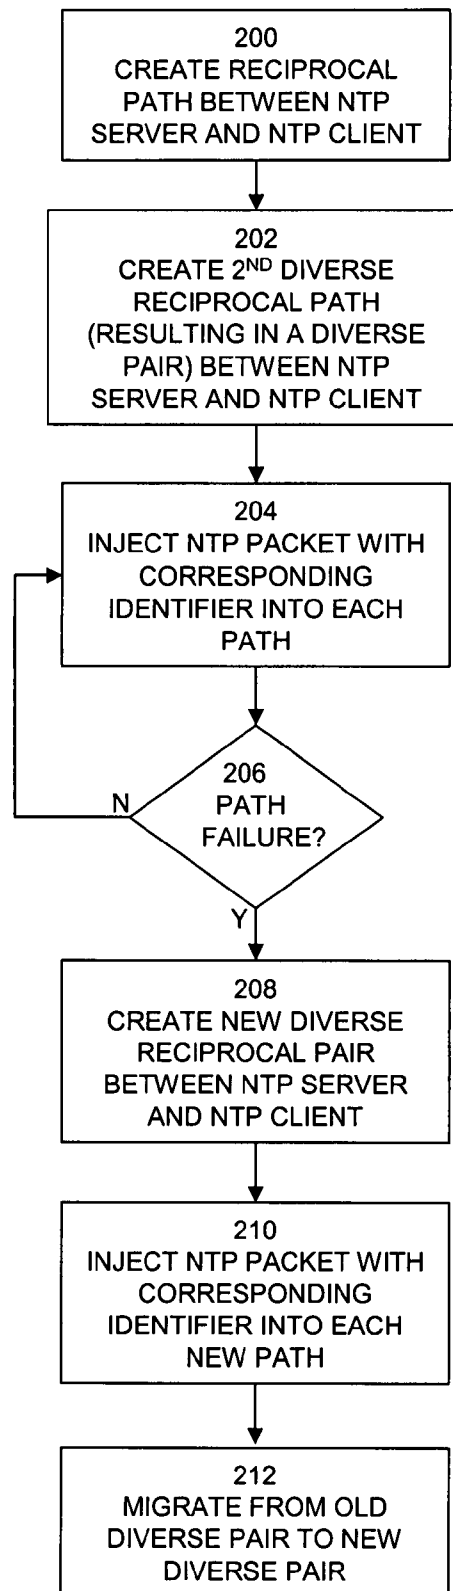 200
CREATE RECIPROCAL
PATH BETWEEN NTP
SERVER AND NTP CLIENT
202
CREATE 2ND DIVERSE
RECIPROCAL PATH
(RESULTING IN A DIVERSE
PAIR) BETWEEN NTP
SERVER AND NTP CLIENT
204
INJECT NTP PACKET WITH
CORRESPONDING
IDENTIFIER INTO EACH
PATH
206
PATH
FAILURE?
N
Y
208
CREATE NEW DIVERSE
RECIPROCAL PAIR
BETWEEN NTP SERVER
AND NTP CLIENT
210
INJECT NTP PACKET WITH
CORRESPONDING
IDENTIFIER INTO EACH
NEW PATH
212
MIGRATE FROM OLD
DIVERSE PAIR TO NEW
DIVERSE PAIR